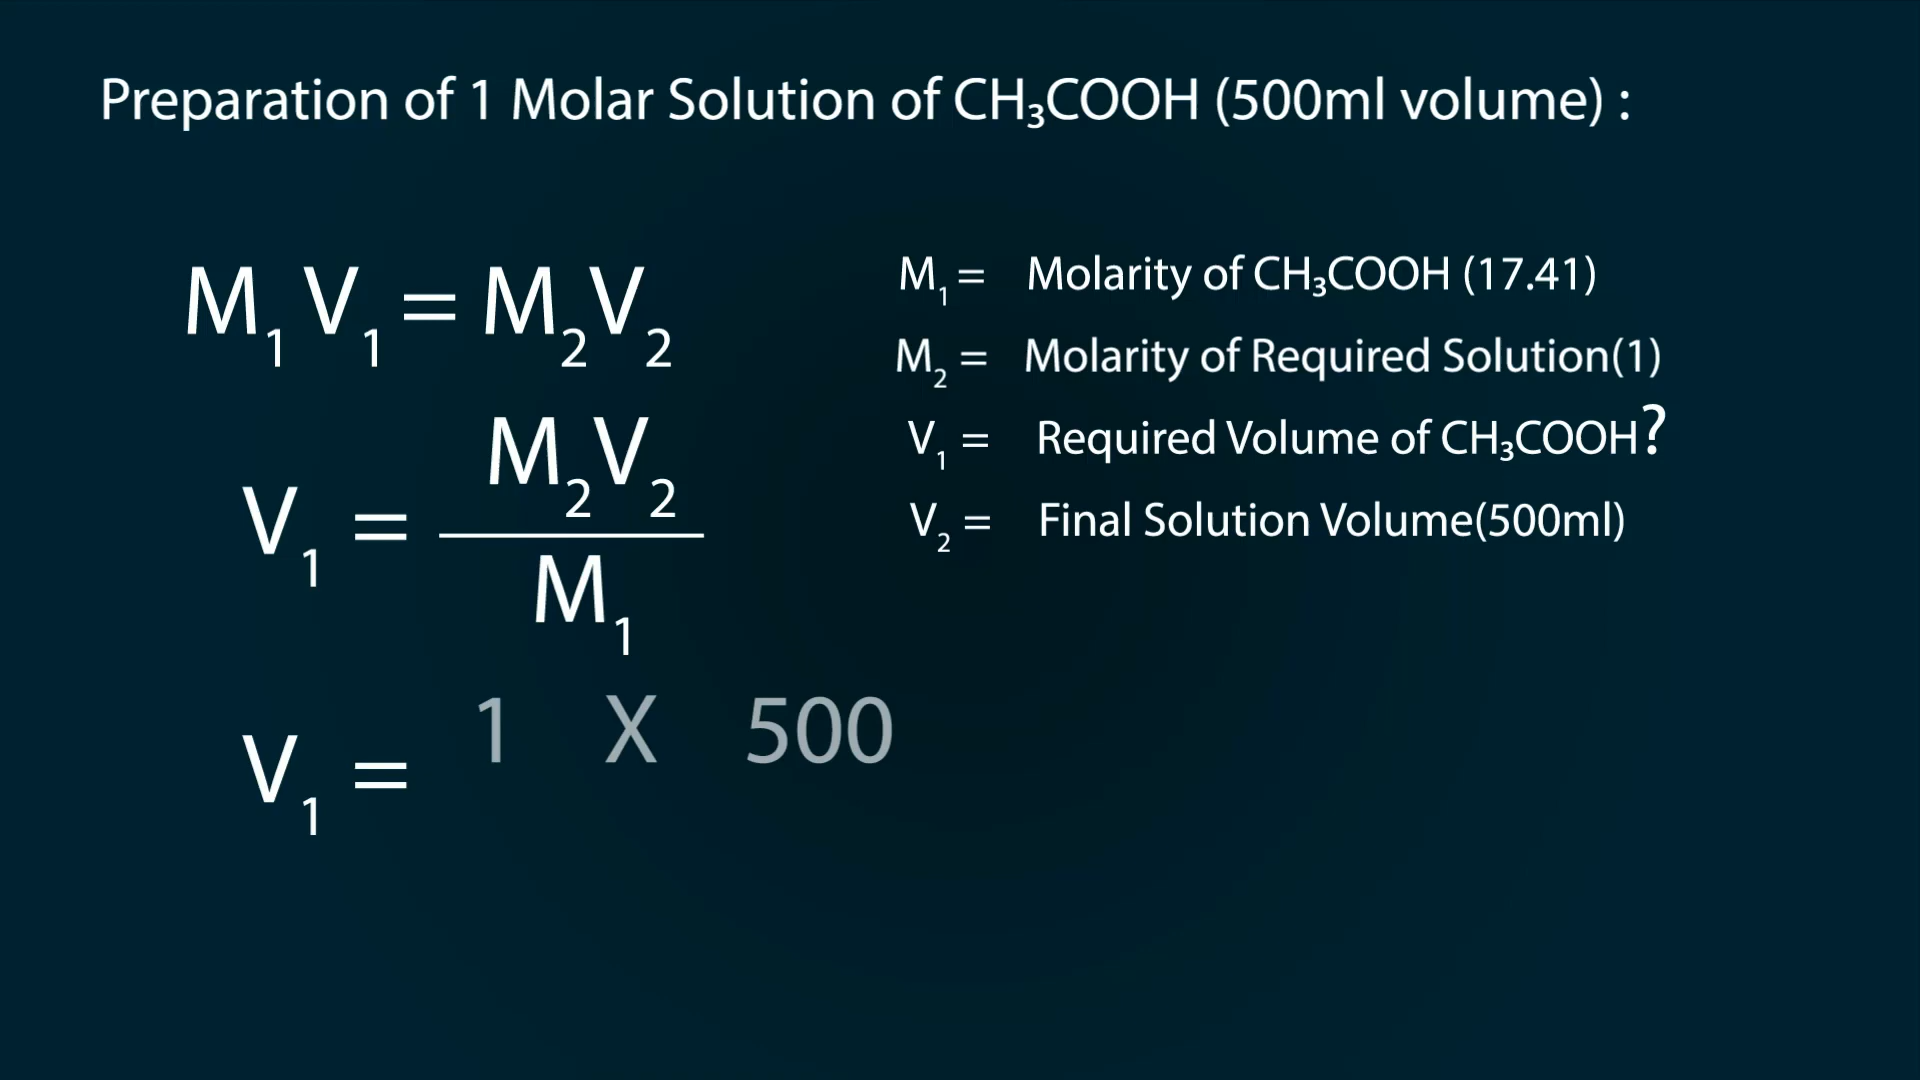 Preparation of 1 Molar Solution of CH₃COOH (500ml volume) :
M₁ V₁ = M₂V₂
V₁ = M₂V₂
M₁
V₁ = 1 X 500
M₁ = Molarity of CH₃COOH (17.41)
M₂ = Molarity of Required Solution(1)
V₁ = Required Volume of CH₃COOH?
V₂ = Final Solution Volume(500ml)